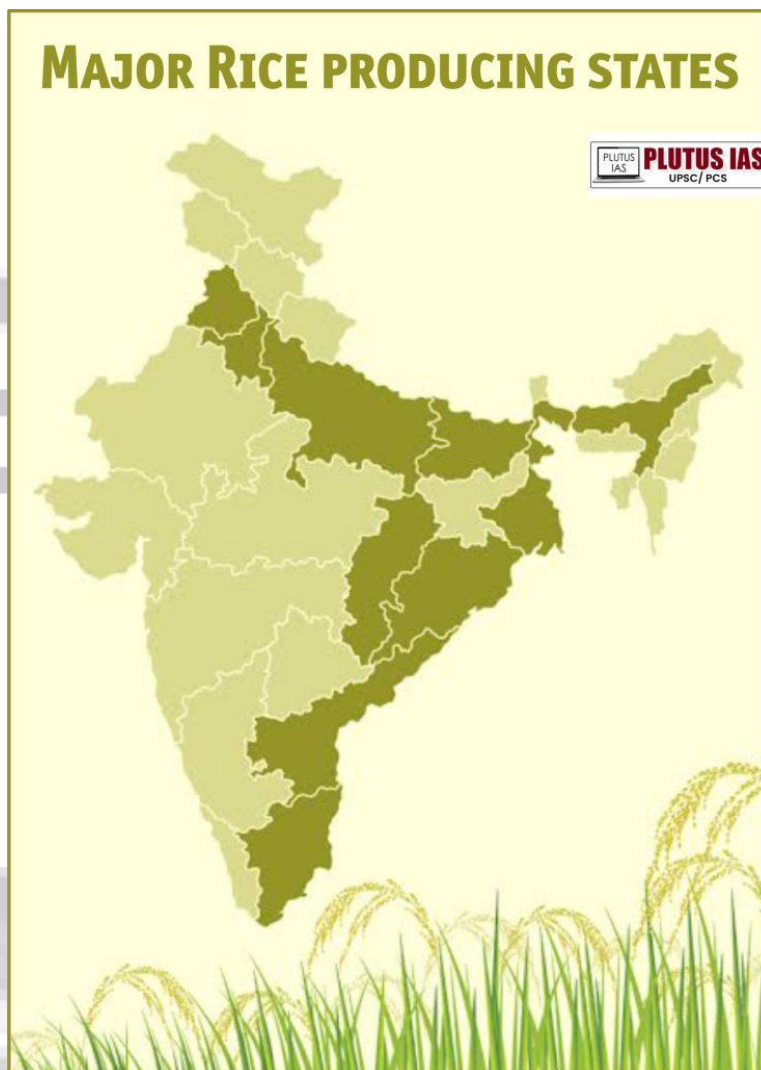 MAJOR RICE PRODUCING STATES
PLUTUS IAS
PLUTUS
IAS
UPSC/ PCS